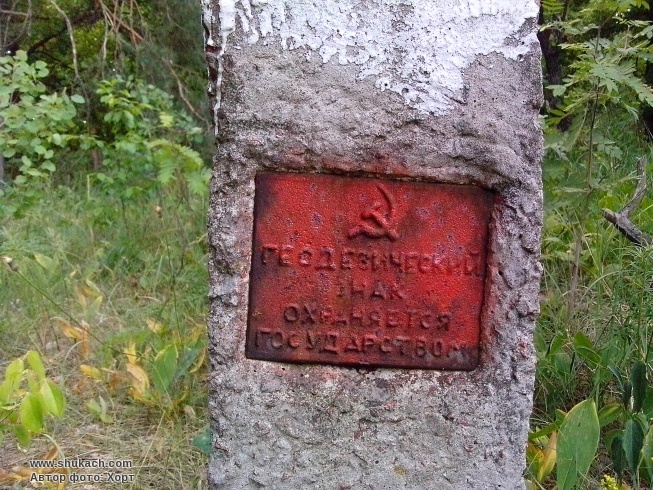 ГЕОДЕЗИЧЕСКИЙ
ЗНАК
ОХРАНЯЕТСЯ
ГОСУДАРСТВОМ
www.shukach.com
Автор фото: Хорт